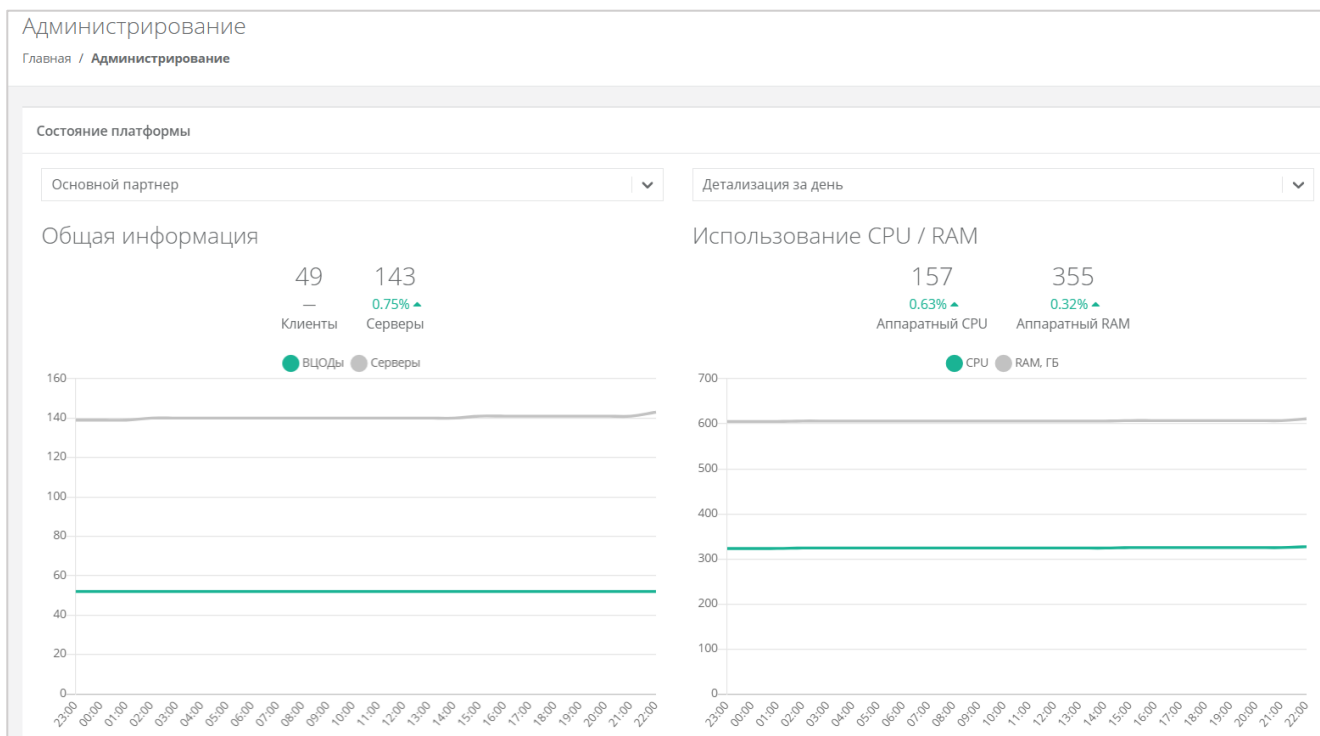 Администрирование
Главная / Администрирование
Состояние платформы
Основной партнер
Детализация за день
Общая информация
49 143
— 0.75%
Клиенты Серверы
ВЦОДы Серверы
160
140
120
100
80
60
40
20
0
23:00 00:00 01:00 02:00 03:00 04:00 05:00 06:00 07:00 08:00 09:00 10:00 11:00 12:00 13:00 14:00 15:00 16:00 17:00 18:00 19:00 20:00 21:00 22:00
Использование CPU / RAM
157 355
0.63% 0.32%
Аппаратный CPU Аппаратный RAM
CPU RAM, ГБ
700
600
500
400
300
200
100
0
23:00 00:00 01:00 02:00 03:00 04:00 05:00 06:00 07:00 08:00 09:00 10:00 11:00 12:00 13:00 14:00 15:00 16:00 17:00 18:00 19:00 20:00 21:00 22:00